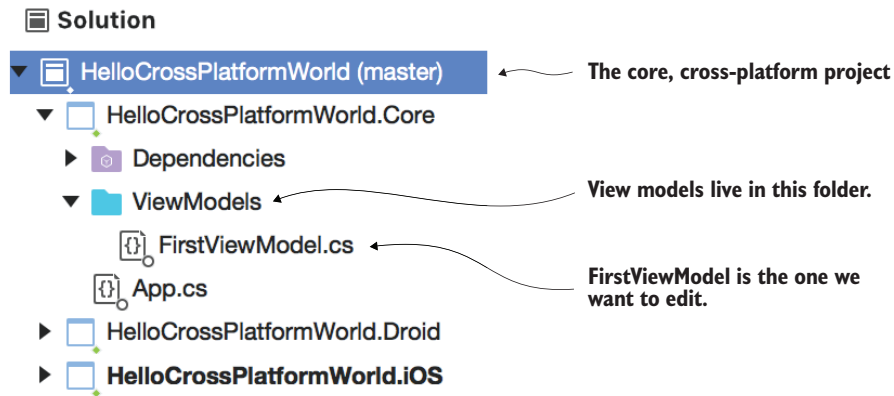 Solution
HelloCrossPlatformWorld (master)
The core, cross-platform project
HelloCrossPlatformWorld.Core
Dependencies
ViewModels
View models live in this folder.
{} FirstViewModel.cs
FirstViewModel is the one we
want to edit.
{} App.cs
HelloCrossPlatformWorld.Droid
HelloCrossPlatformWorld.iOS